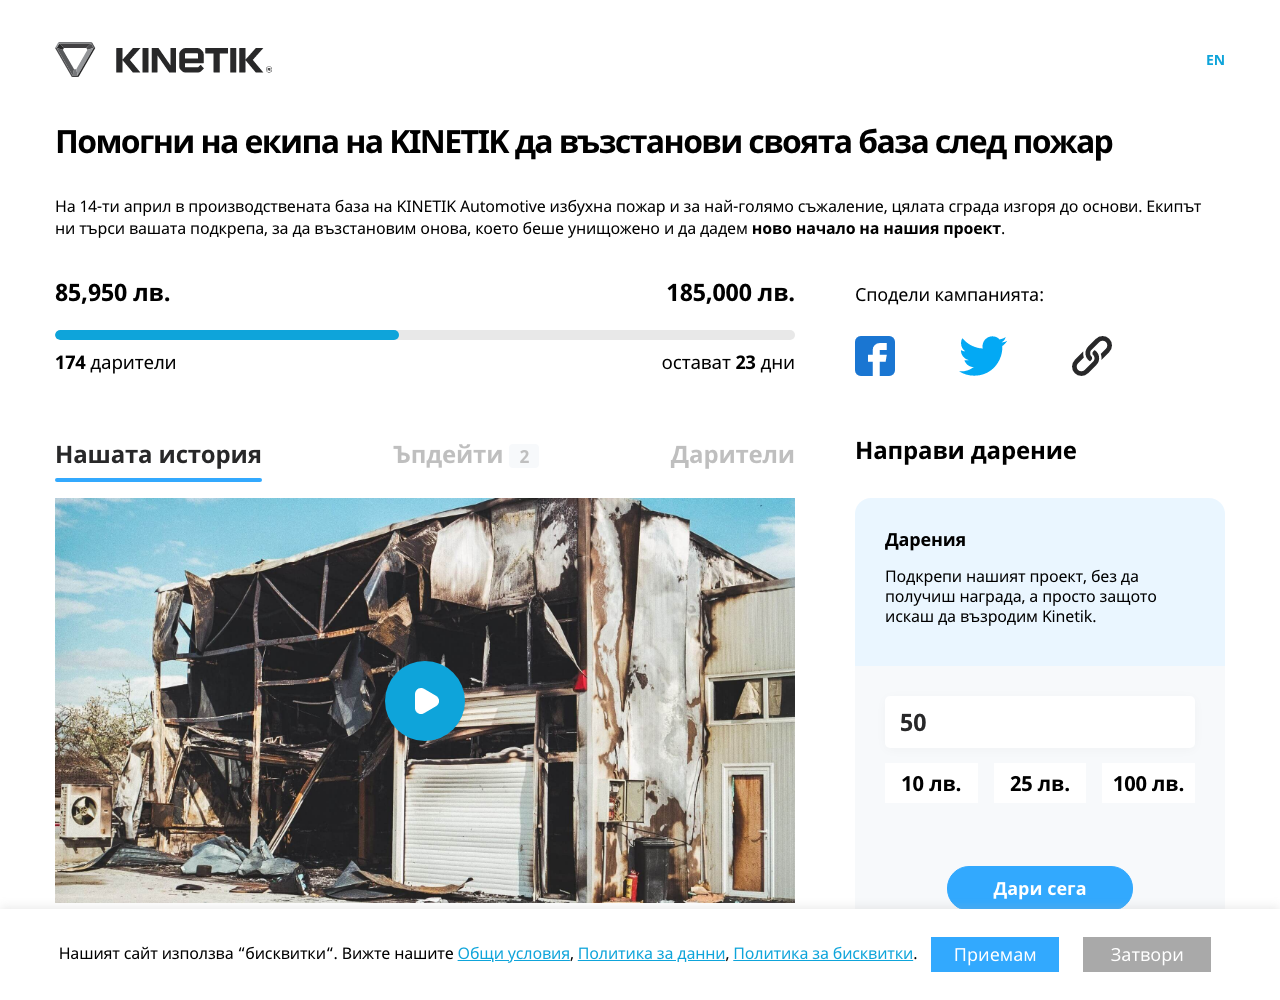 KINETIK
EN
Помогни на екипа на KINETIK да възстанови своята база след пожар
На 14-ти април в производствената база на KINETIK Automotive избухна пожар и за най-голямо съжаление, цялата сграда изгоря до основи. Екипът
ни търси вашата подкрепа, за да възстановим онова, което беше унищожено и да дадем ново начало на нашия проект.
85,950 лв. 185,000 лв.
174 дарители остават 23 дни
Сподели кампанията:
Нашата история Ъпдейти 2 Дарители
Направи дарение
Дарения
Подкрепи нашият проект, без да
получиш награда, а просто защото
искаш да възродим Kinetik.
50
10 лв. 25 лв. 100 лв.
Дари сега
Нашият сайт използва “бисквитки“. Вижте нашите Общи условия, Политика за данни, Политика за бисквитки. Приемам Затвори